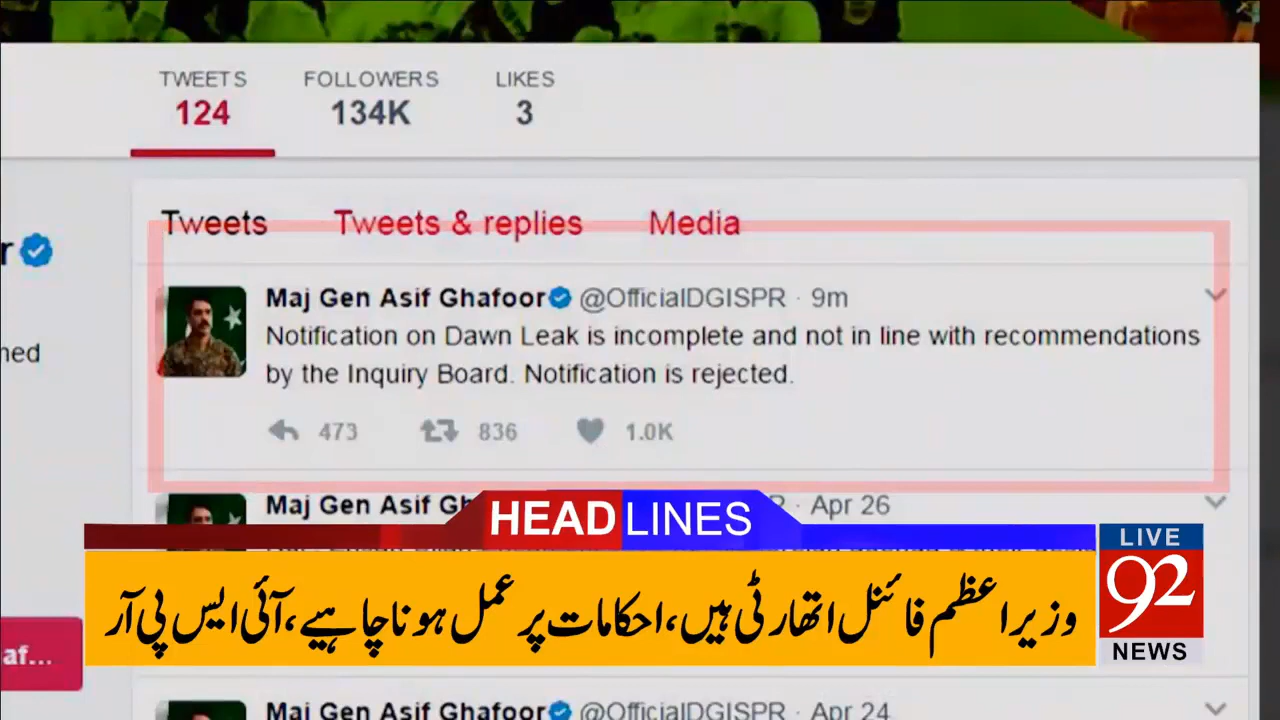 TWEETS FOLLOWERS LIKES
124 134K 3
Tweets Tweets & replies Media
Maj Gen Asif Ghafoor @OfficialDGISPR · 9m
Notification on Dawn Leak is incomplete and not in line with recommendations
by the Inquiry Board. Notification is rejected.
473 836 1.0K
Maj Gen Asif Apr 26
HEADLINES
LIVE
92
NEWS
وزیراعظم فائنل اتھارٹی ہیں، احکامات پر عمل ہونا چاہیے، آئی ایس پی آر
af...
Maj Gen Asif Ghafoor @OfficialDGISPR · Apr 24